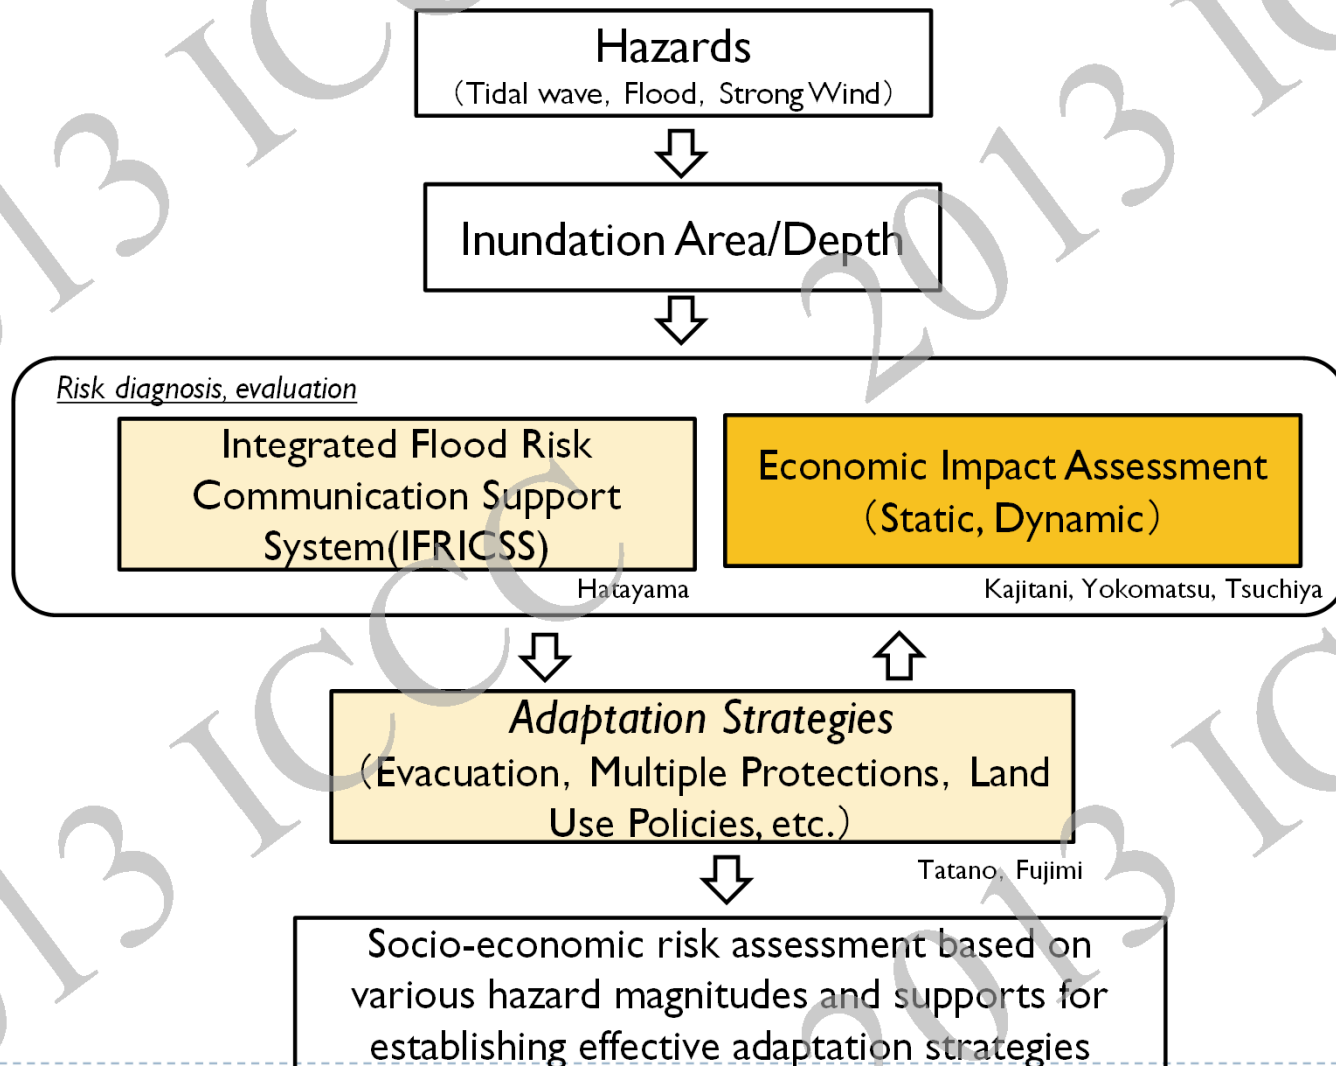 Hazards
（Tidal wave, Flood, Strong Wind）
Inundation Area/Depth
Risk diagnosis, evaluation
Integrated Flood Risk
Communication Support
System(IFRICSS)
Hatayama
Economic Impact Assessment
（Static, Dynamic）
Kajitani, Yokomatsu, Tsuchiya
Adaptation Strategies
（Evacuation, Multiple Protections, Land
Use Policies, etc.）
Tatano, Fujimi
Socio-economic risk assessment based on
various hazard magnitudes and supports for
establishing effective adaptation strategies
2013 ICCC